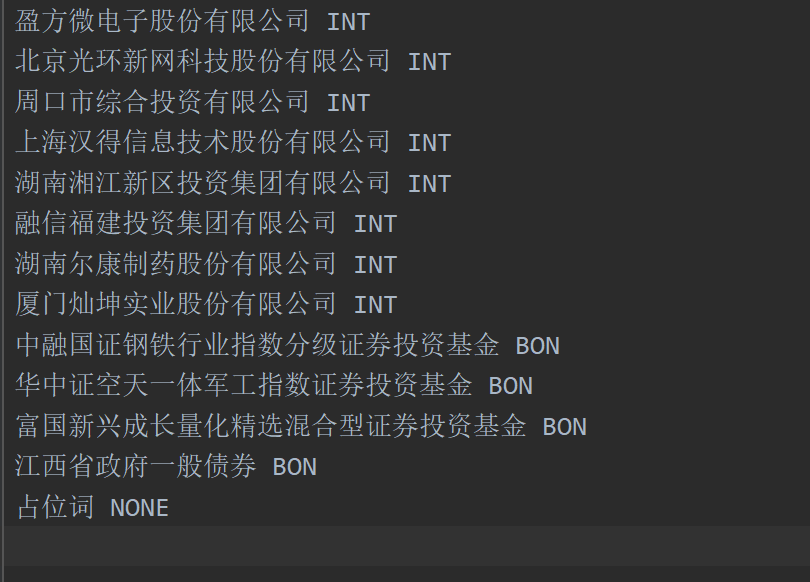 盈方微电子股份有限公司 INT
北京光环新网科技股份有限公司 INT
周口市综合投资有限公司 INT
上海汉得信息技术股份有限公司 INT
湖南湘江新区投资集团有限公司 INT
融信福建投资集团有限公司 INT
湖南尔康制药股份有限公司 INT
厦门灿坤实业股份有限公司 INT
中融国证钢铁行业指数分级证券投资基金 BON
华中证空天一体军工指数证券投资基金 BON
富国新兴成长量化精选混合型证券投资基金 BON
江西省政府一般债券 BON
占位词 NONE